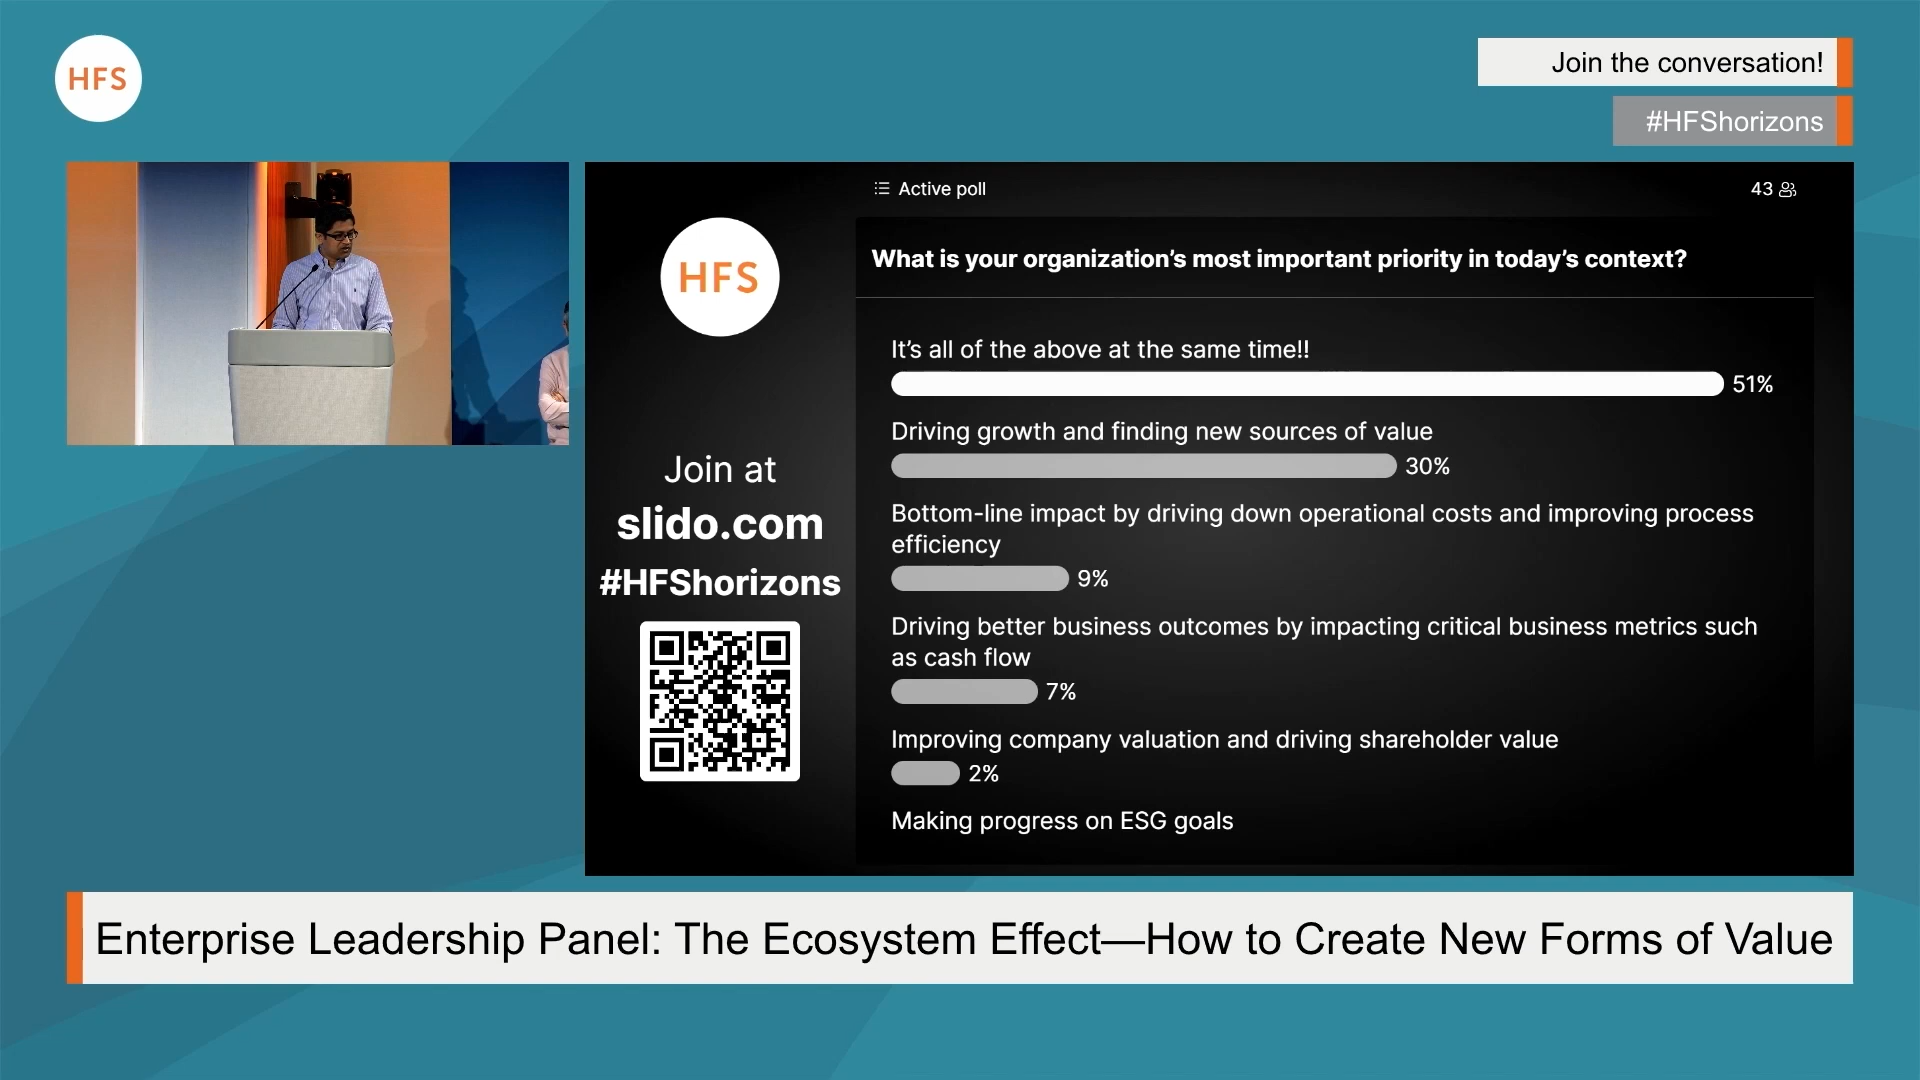 HFS
Join the conversation!
#HFShorizons
Active poll
43
HFS
Join at
slido.com
#HFShorizons
What is your organization’s most important priority in today’s context?
It’s all of the above at the same time!!
51%
Driving growth and finding new sources of value
30%
Bottom-line impact by driving down operational costs and improving process
efficiency
9%
Driving better business outcomes by impacting critical business metrics such
as cash flow
7%
Improving company valuation and driving shareholder value
2%
Making progress on ESG goals
Enterprise Leadership Panel: The Ecosystem Effect—How to Create New Forms of Value